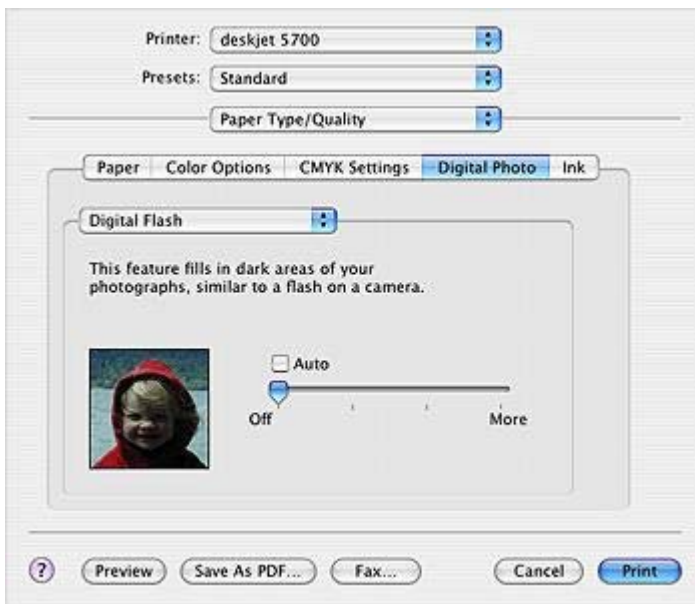 Printer: deskjet 5700
Presets: Standard
Paper Type/Quality
Paper Color Options CMYK Settings Digital Photo Ink
Digital Flash
This feature fills in dark areas of your
photographs, similar to a flash on a camera.
Auto
Off More
? Preview Save As PDF... Fax... Cancel Print